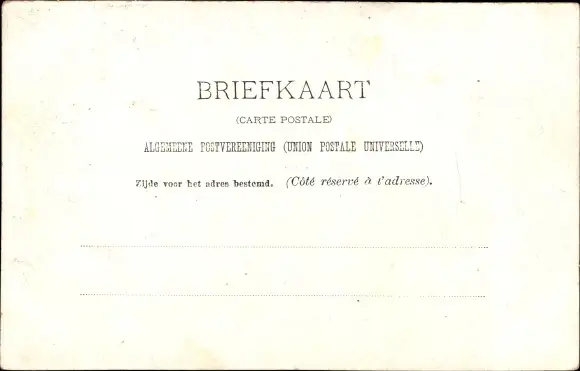 BRIEFKAART
(CARTE POSTALE)
ALGEMEENE POSTVEREENIGING (UNION POSTALE UNIVERSELLE)
Zijde voor het adres bestemd. (Côté réservé à t'adresse).